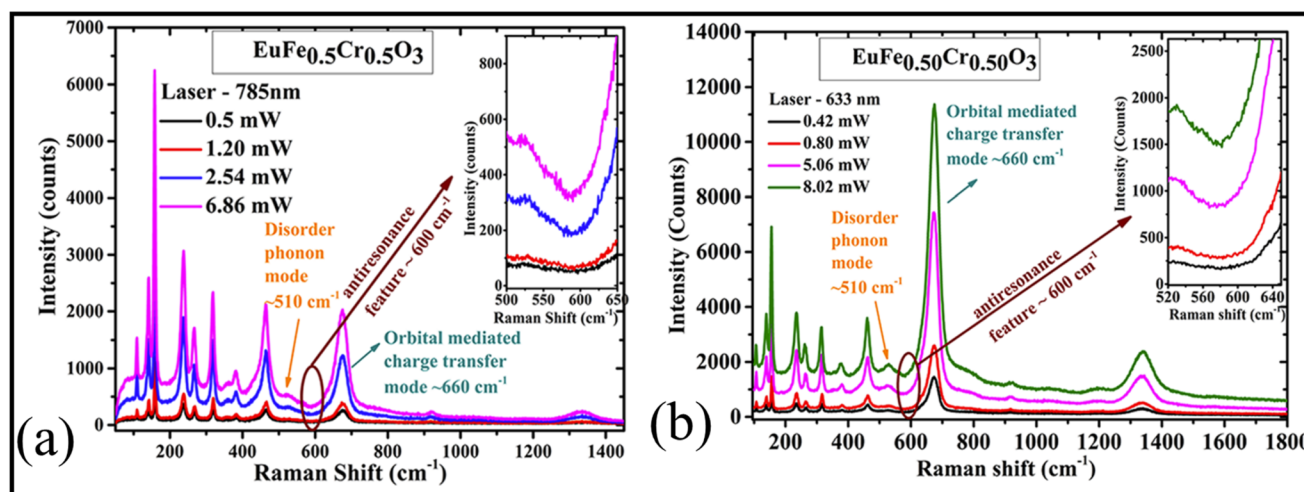 EuFe0.5Cr0.5O3
Laser - 785nm
0.5 mW
1.20 mW
2.54 mW
6.86 mW
Disorder
phonon
mode
~510 cm-1
antiresonance
feature ~ 600 cm-1
Orbital mediated
charge transfer
mode ~660 cm-1
Intensity (counts)
7000
6000
5000
4000
3000
2000
1000
0
200 400 600 800 1000 1200 1400
Raman Shift (cm-1)
Intensity (counts)
800
600
400
200
0
500 550 600 650
Raman Shift (cm-1)
(a)
EuFe0.50Cr0.50O3
Laser - 633 nm
0.42 mW
0.80 mW
5.06 mW
8.02 mW
Orbital mediated
charge transfer
mode ~660 cm-1
Disorder
phonon
mode
~510 cm-1
antiresonance
feature ~ 600 cm-1
Intensity (Counts)
14000
12000
10000
8000
6000
4000
2000
0
200 400 600 800 1000 1200 1400 1600 1800
Raman shift (cm-1)
Intensity (Counts)
2500
2000
1500
1000
500
0
520 560 600 640
Raman Shift (cm-1)
(b)